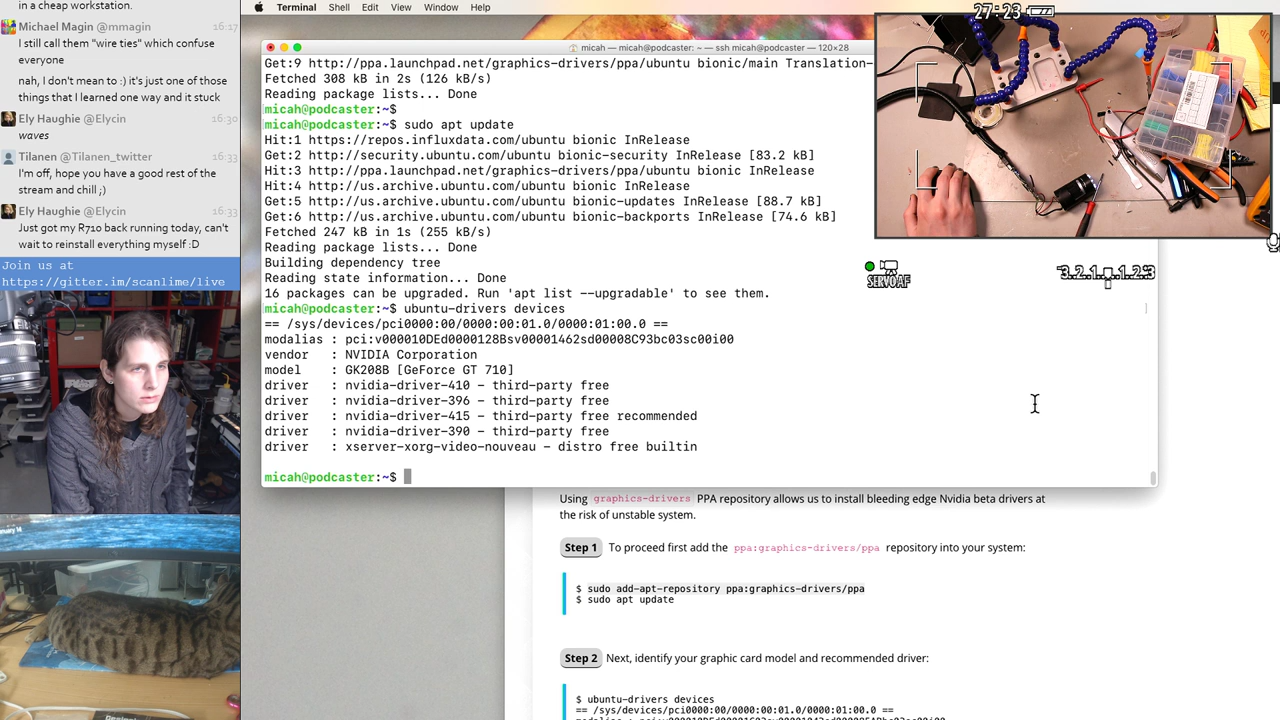 in a cheap workstation.
Michael Magin @mmagin 16:17
I still call them "wire ties" which confuse
everyone
nah, I don't mean to :) it's just one of those
things that I learned one way and it stuck
Ely Haughie @Elycin 16:30
waves
Tilanen @Tilanen_twitter 16:33
I'm off, hope you have a good rest of the
stream and chill ;)
Ely Haughie @Elycin 16:33
Just got my R710 back running today, can't
wait to reinstall everything myself :D
Join us at
https://gitter.im/scanlime/live
Terminal Shell Edit View Window Help
micah — micah@podcaster: ~ — ssh micah@podcaster — 120×28
Get:9 http://ppa.launchpad.net/graphics-drivers/ppa/ubuntu bionic/main Translation-
Fetched 308 kB in 2s (126 kB/s)
Reading package lists... Done
micah@podcaster:~$
micah@podcaster:~$ sudo apt update
Hit:1 https://repos.influxdata.com/ubuntu bionic InRelease
Get:2 http://security.ubuntu.com/ubuntu bionic-security InRelease [83.2 kB]
Hit:3 http://ppa.launchpad.net/graphics-drivers/ppa/ubuntu bionic InRelease
Hit:4 http://us.archive.ubuntu.com/ubuntu bionic InRelease
Get:5 http://us.archive.ubuntu.com/ubuntu bionic-updates InRelease [88.7 kB]
Get:6 http://us.archive.ubuntu.com/ubuntu bionic-backports InRelease [74.6 kB]
Fetched 247 kB in 1s (255 kB/s)
Reading package lists... Done
Building dependency tree
Reading state information... Done
16 packages can be upgraded. Run 'apt list --upgradable' to see them.
micah@podcaster:~$ ubuntu-drivers devices
== /sys/devices/pci0000:00/0000:00:01.0/0000:01:00.0 ==
modalias : pci:v000010DEd0000128Bsv00001462sd00008C93bc03sc00i00
vendor : NVIDIA Corporation
model : GK208B [GeForce GT 710]
driver : nvidia-driver-410 - third-party free
driver : nvidia-driver-396 - third-party free
driver : nvidia-driver-415 - third-party free recommended
driver : nvidia-driver-390 - third-party free
driver : xserver-xorg-video-nouveau - distro free builtin
micah@podcaster:~$
27:23
SERVOAF
Using graphics-drivers PPA repository allows us to install bleeding edge Nvidia beta drivers at
the risk of unstable system.
Step 1 To proceed first add the ppa:graphics-drivers/ppa repository into your system:
$ sudo add-apt-repository ppa:graphics-drivers/ppa
$ sudo apt update
Step 2 Next, identify your graphic card model and recommended driver:
$ ubuntu-drivers devices
== /sys/devices/pci0000:00/0000:00:01.0/0000:01:00.0 ==